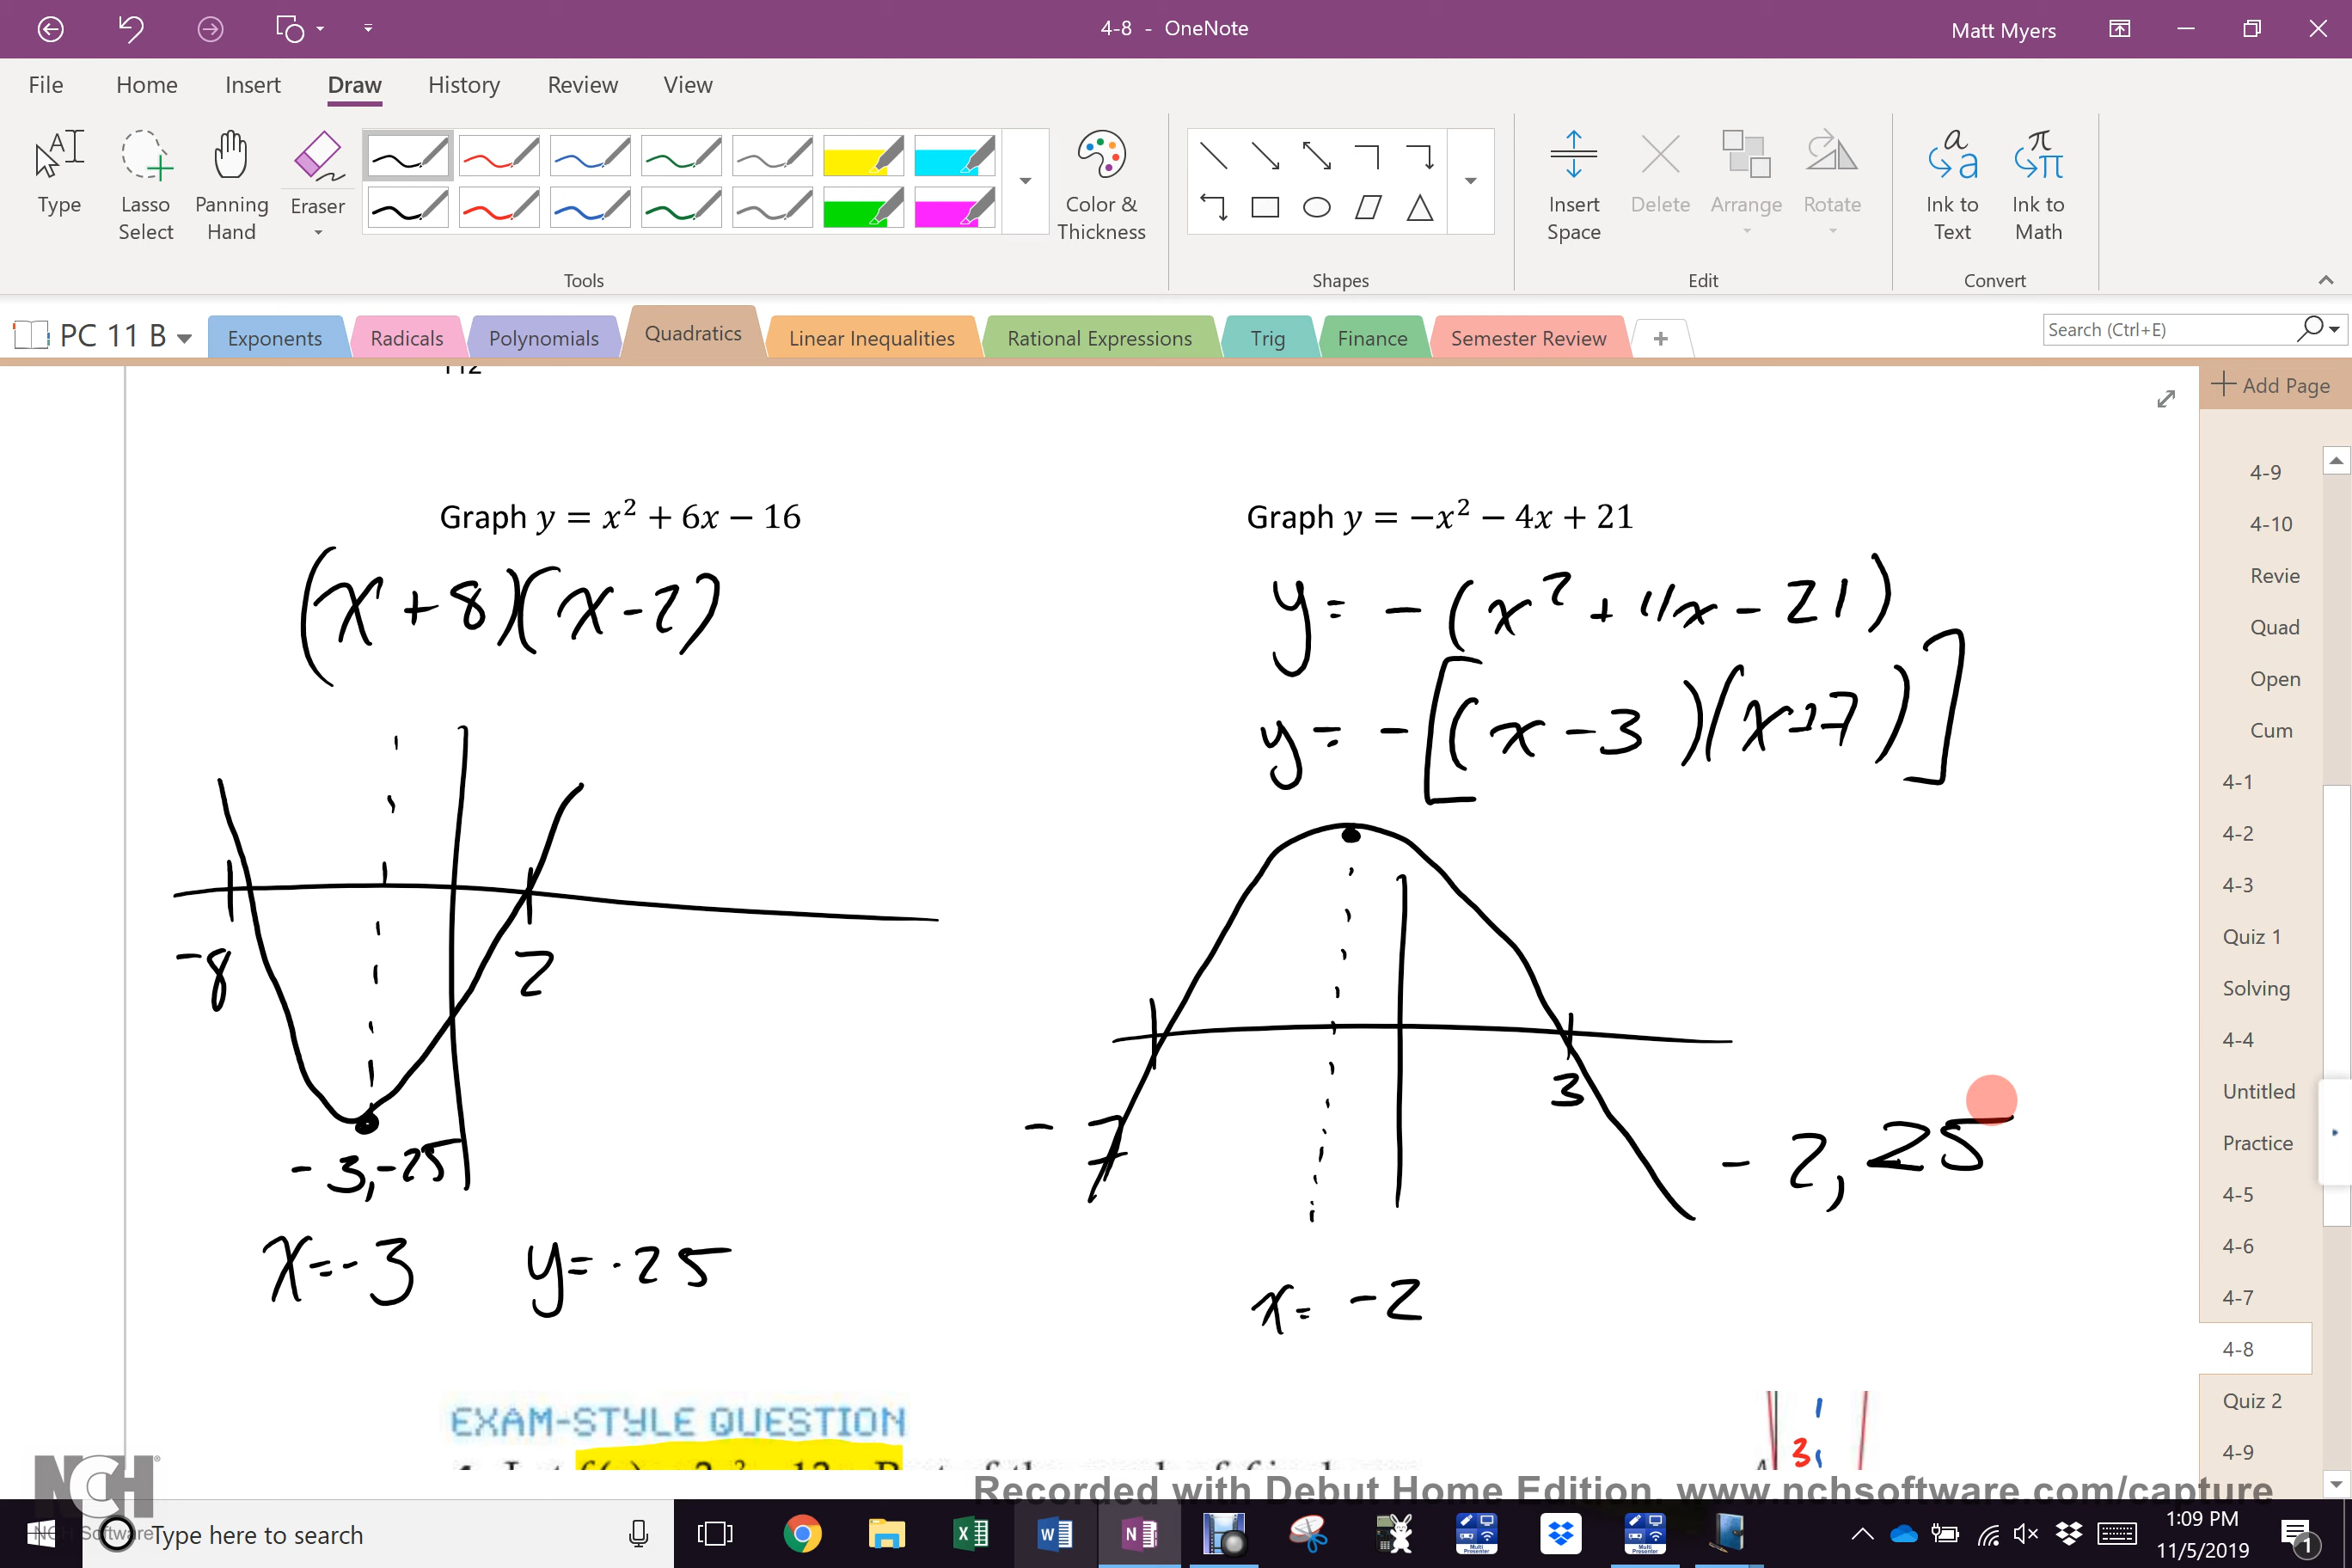 4-8 - OneNote
Matt Myers
File Home Insert Draw History Review View
Type
Lasso Select
Panning Hand
Eraser
Color & Thickness
Insert Space
Delete
Arrange
Rotate
Ink to Text
Ink to Math
Tools
Shapes
Edit
Convert
PC 11 B
Exponents
Radicals
Polynomials
Quadratics
Linear Inequalities
Rational Expressions
Trig
Finance
Semester Review
Search (Ctrl+E)
Add Page
112
Graph y = x² + 6x − 16
(x + 8)(x - 2)
-8
2
-3, -25
x = -3
y = -25
Graph y = −x² − 4x + 21
y = - (x² + 4x - 21)
y = - [(x - 3)(x + 7)]
-7
3
- 2, 25
x = -2
EXAM-STYLE QUESTION
3
4-9
4-10
Revie
Quad
Open
Cum
4-1
4-2
4-3
Quiz 1
Solving
4-4
Untitled
Practice
4-5
4-6
4-7
4-8
Quiz 2
4-9
NCH
NCH Software
Recorded with Debut Home Edition. www.nchsoftware.com/capture
Type here to search
1:09 PM
11/5/2019
1